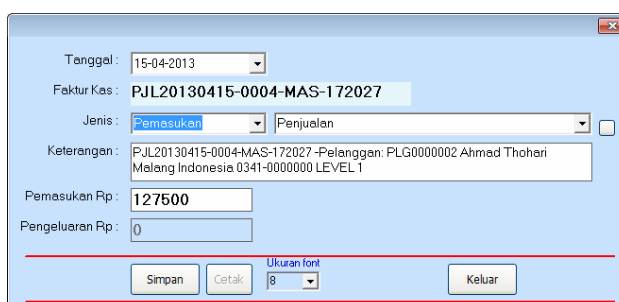 Tanggal : 15-04-2013
Faktur Kas : PJL20130415-0004-MAS-172027
Jenis : Pemasukan Penjualan
Keterangan : PJL20130415-0004-MAS-172027 -Pelanggan: PLG0000002 Ahmad Thohari
Malang Indonesia 0341-0000000 LEVEL 1
Pemasukan Rp : 127500
Pengeluaran Rp : 0
Ukuran font
Simpan Cetak 8 Keluar